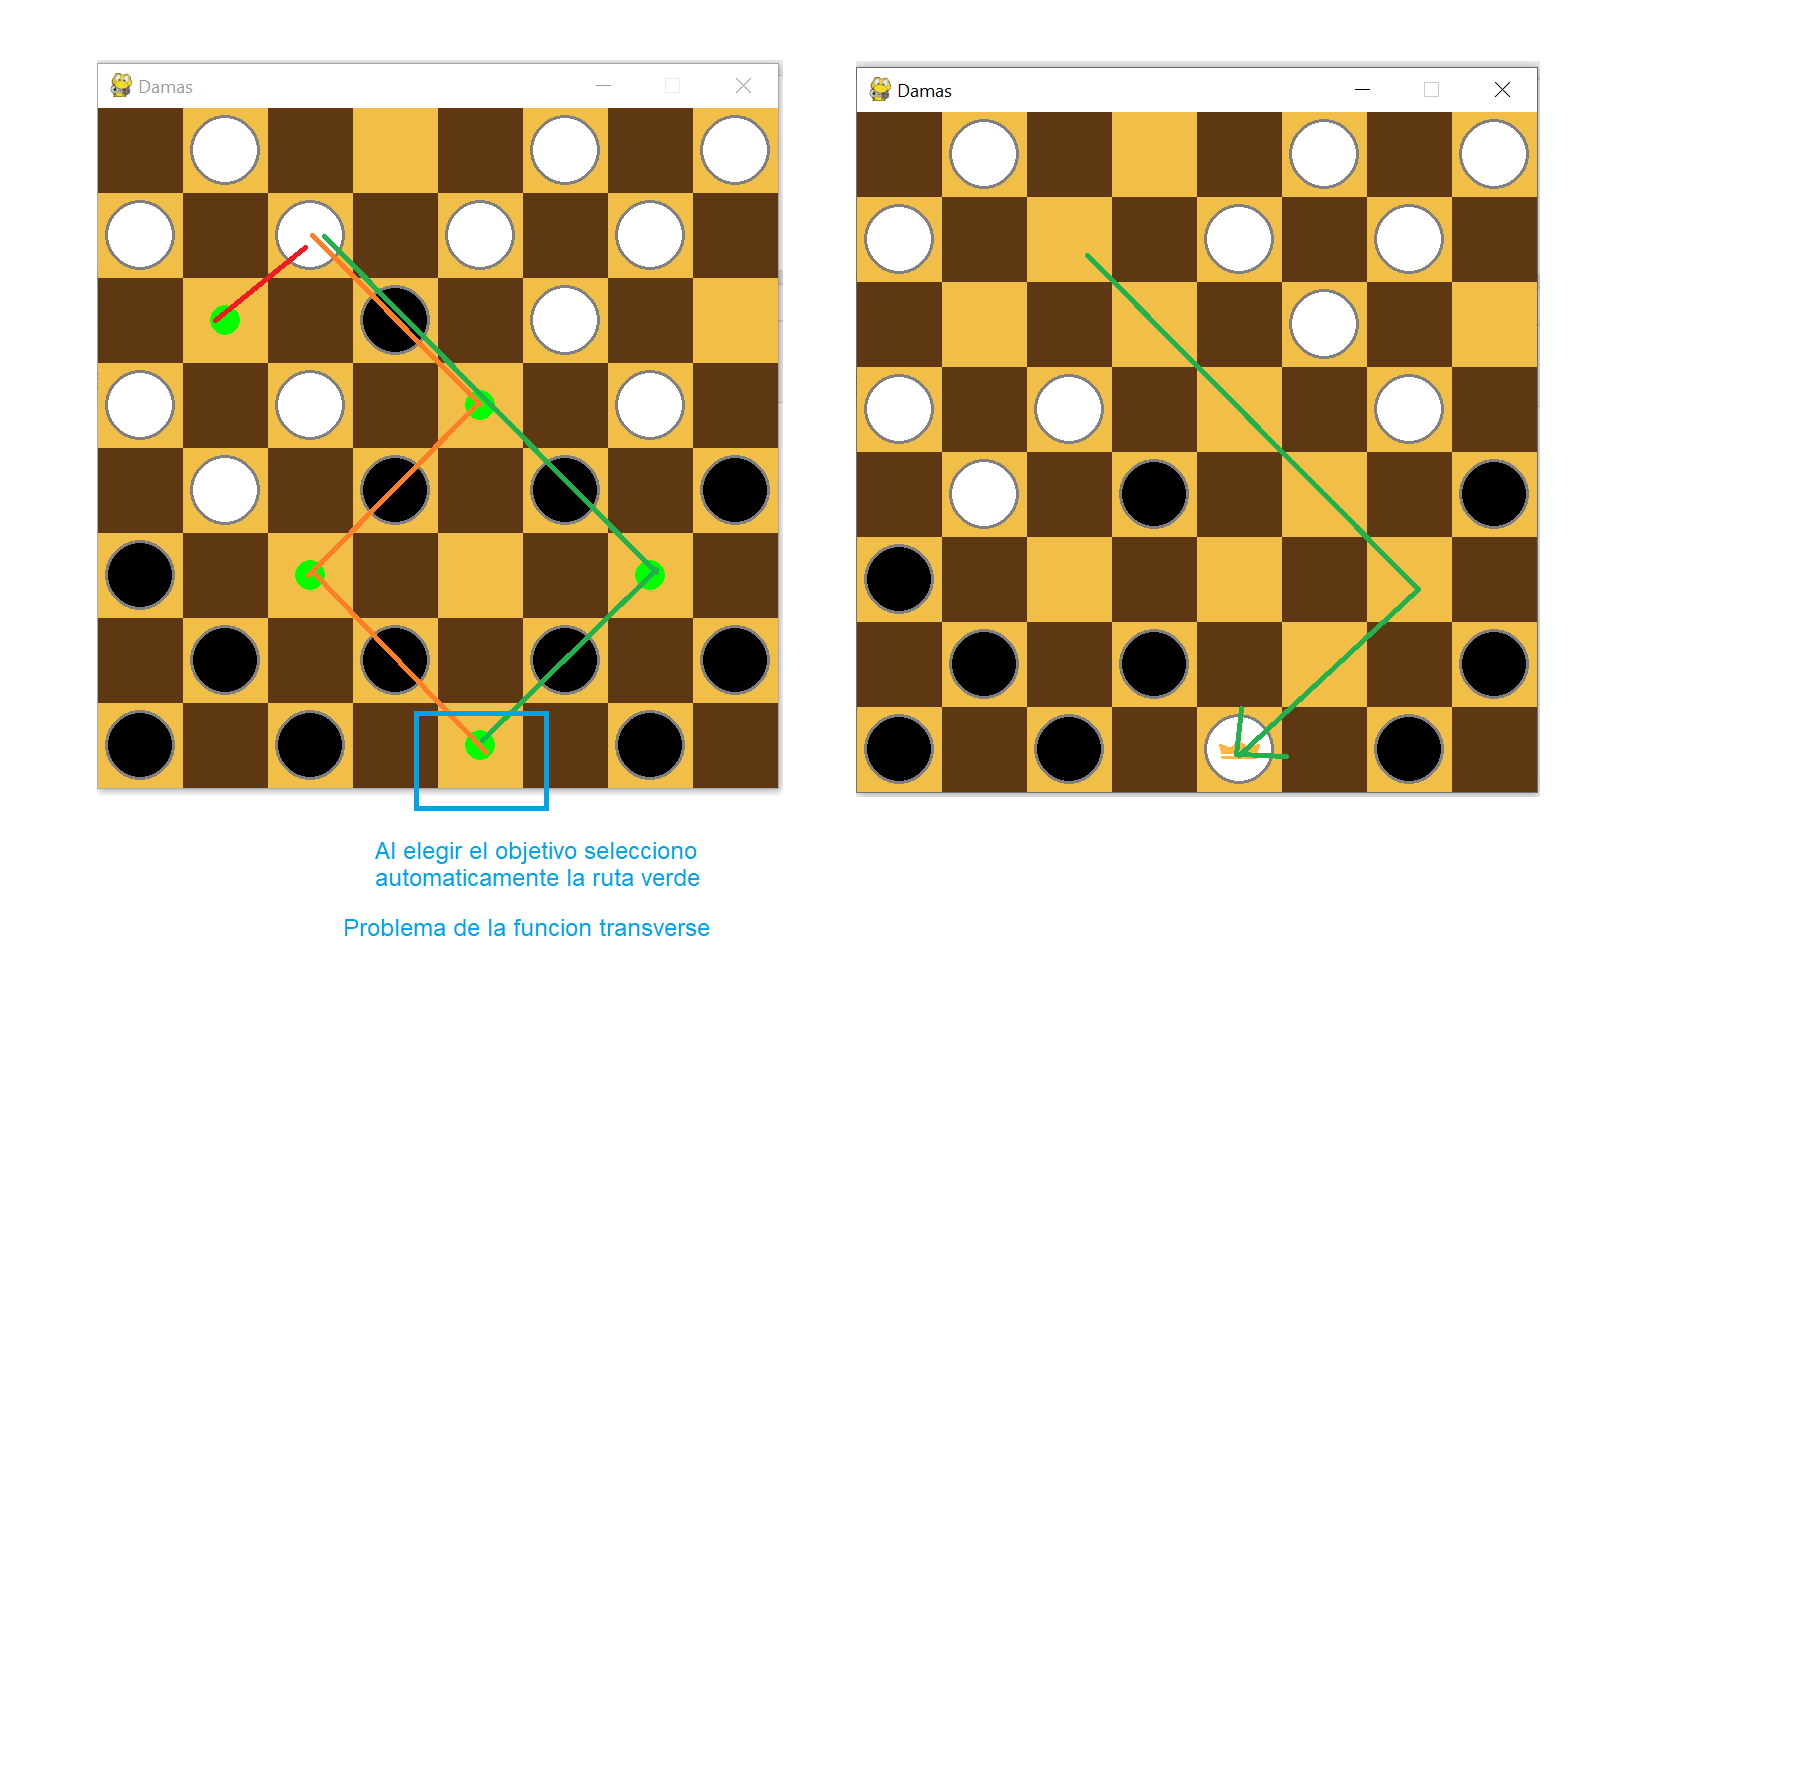 Damas
Damas
Al elegir el objetivo selecciono
automaticamente la ruta verde
Problema de la funcion transverse